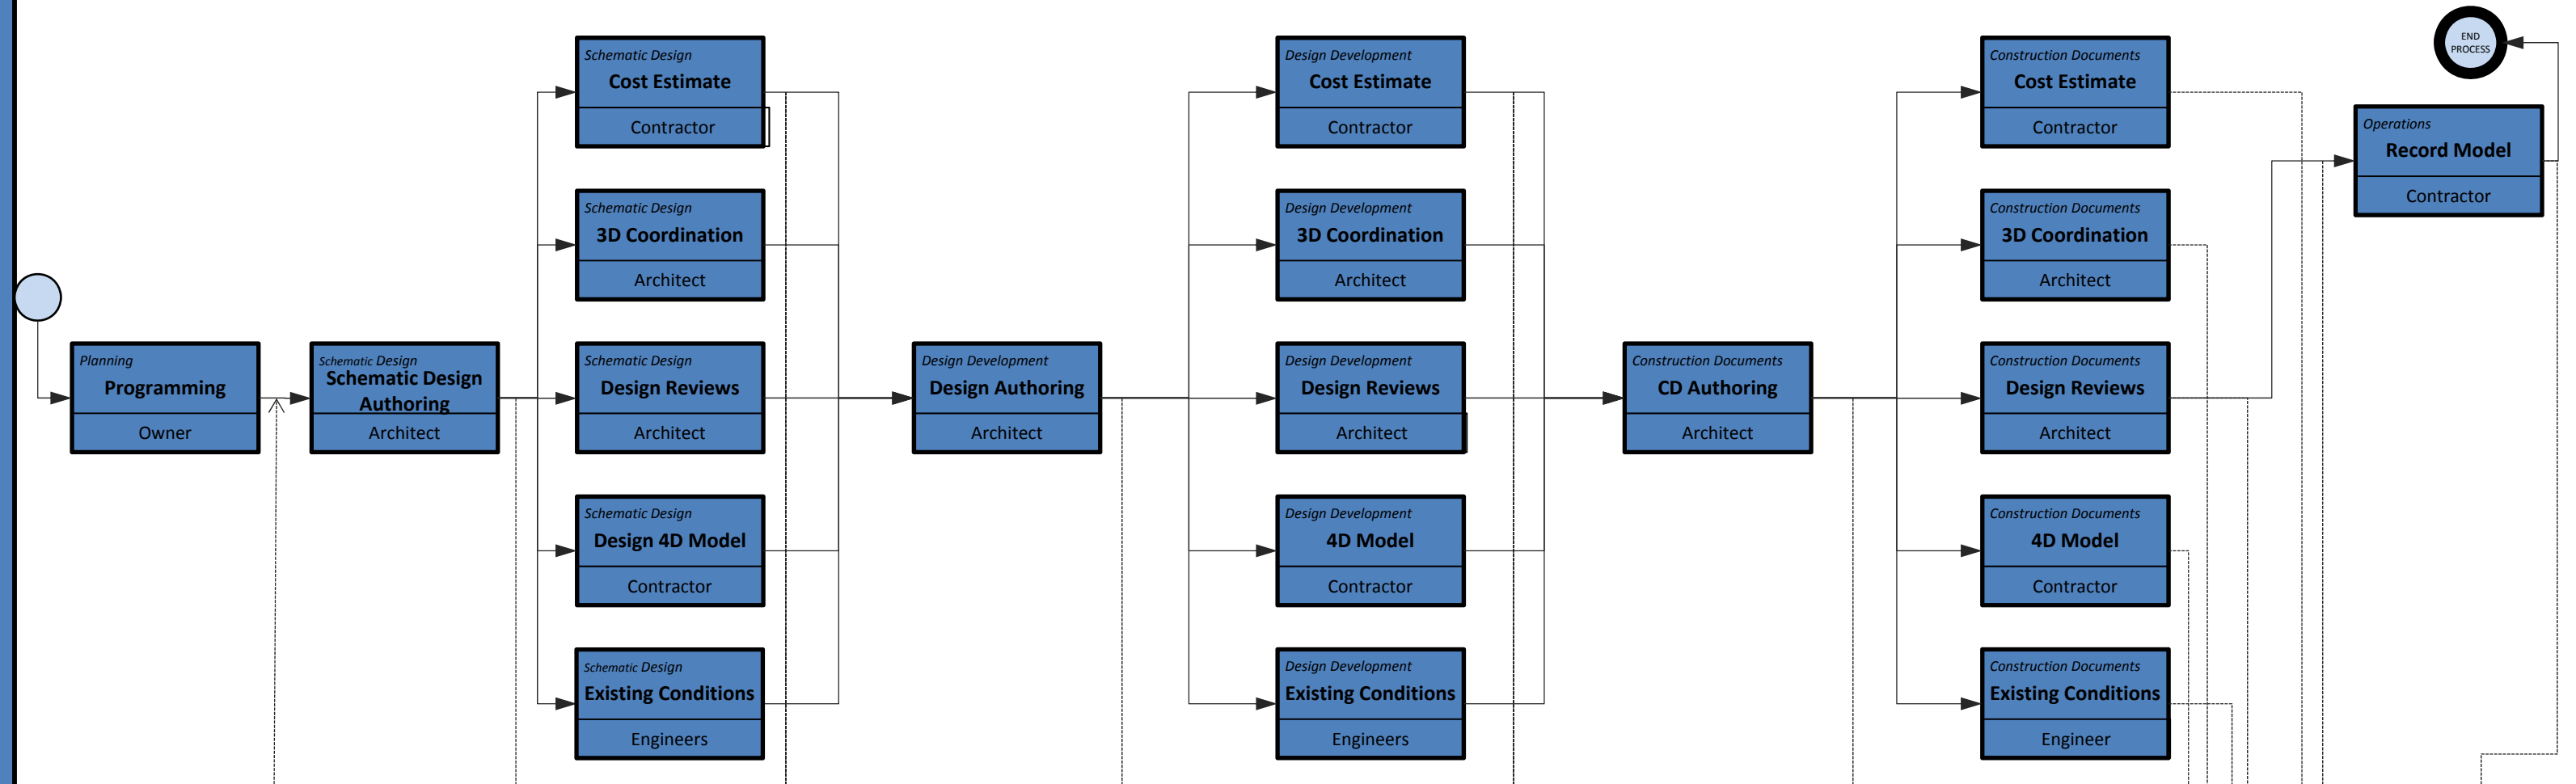 Planning
Programming
Owner
Schematic Design
Schematic Design
Authoring
Architect
Schematic Design
Cost Estimate
Contractor
Schematic Design
3D Coordination
Architect
Schematic Design
Design Reviews
Architect
Schematic Design
Design 4D Model
Contractor
Schematic Design
Existing Conditions
Engineers
Design Development
Design Authoring
Architect
Design Development
Cost Estimate
Contractor
Design Development
3D Coordination
Architect
Design Development
Design Reviews
Architect
Design Development
4D Model
Contractor
Design Development
Existing Conditions
Engineers
Construction Documents
CD Authoring
Architect
Construction Documents
Cost Estimate
Contractor
Construction Documents
3D Coordination
Architect
Construction Documents
Design Reviews
Architect
Construction Documents
4D Model
Contractor
Construction Documents
Existing Conditions
Engineer
Operations
Record Model
Contractor
END
PROCESS